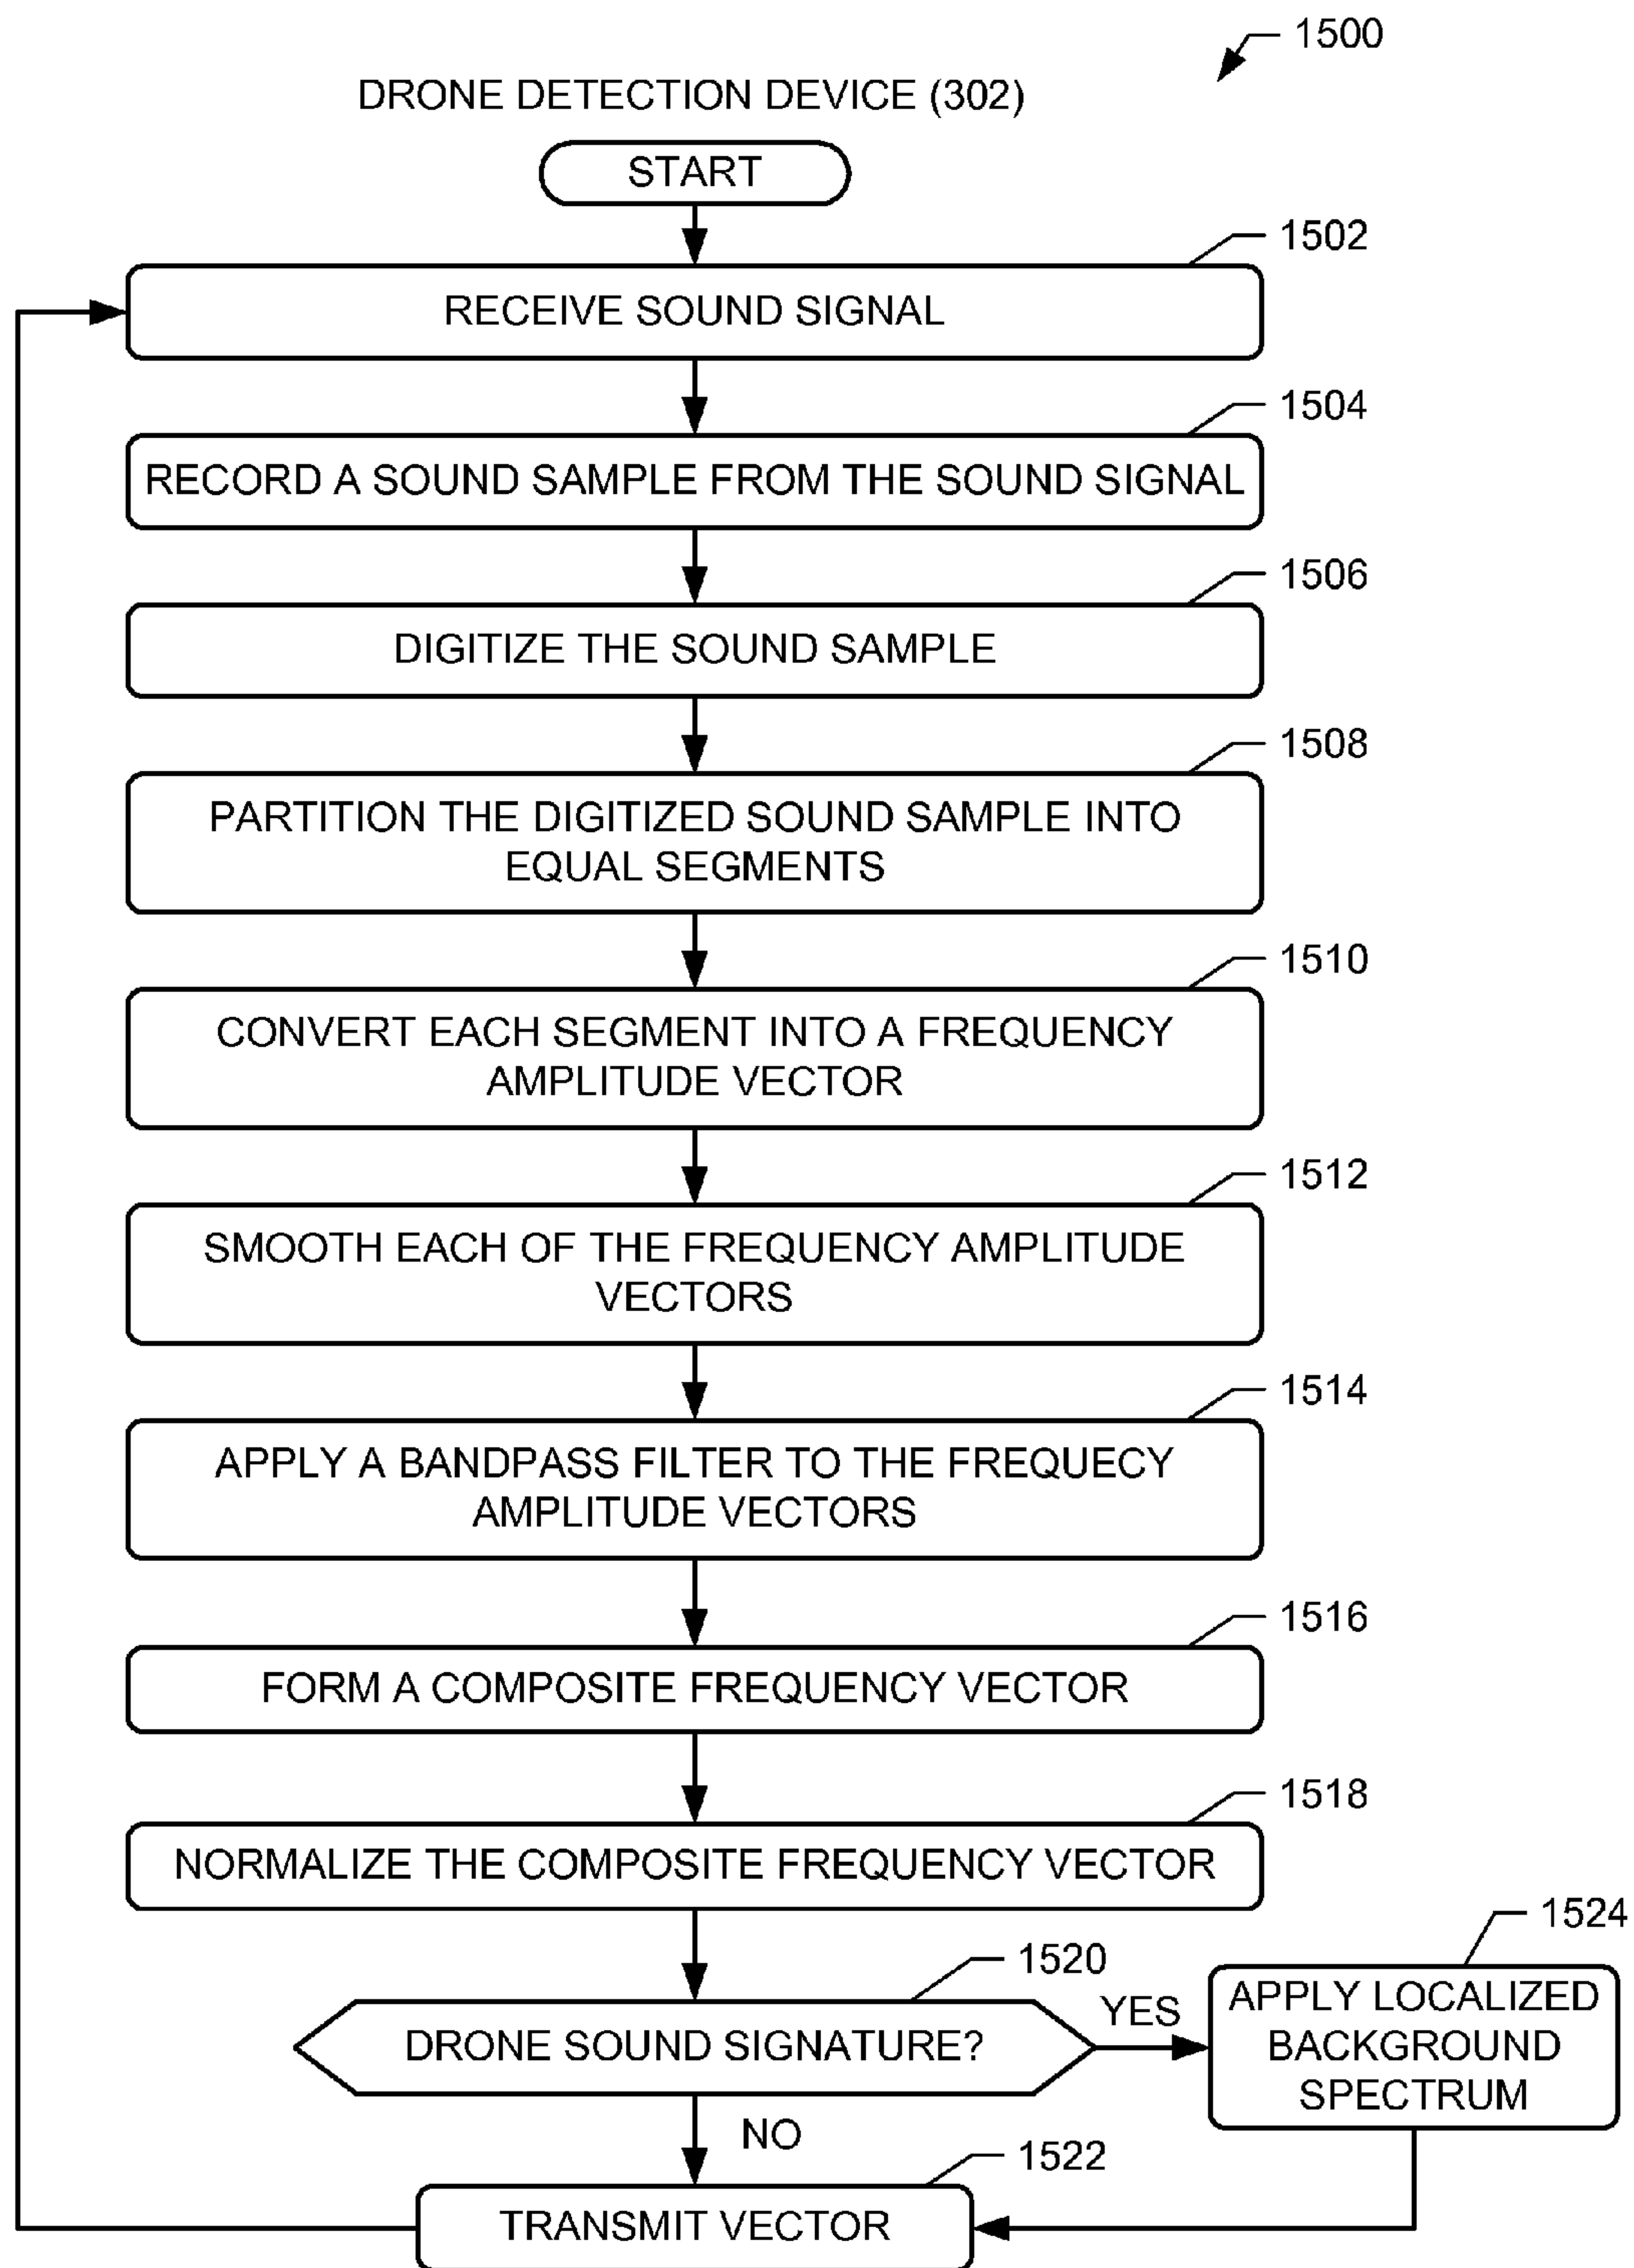 1500
DRONE DETECTION DEVICE (302)
START
1502
RECEIVE SOUND SIGNAL
1504
RECORD A SOUND SAMPLE FROM THE SOUND SIGNAL
1506
DIGITIZE THE SOUND SAMPLE
1508
PARTITION THE DIGITIZED SOUND SAMPLE INTO
EQUAL SEGMENTS
1510
CONVERT EACH SEGMENT INTO A FREQUENCY
AMPLITUDE VECTOR
1512
SMOOTH EACH OF THE FREQUENCY AMPLITUDE
VECTORS
1514
APPLY A BANDPASS FILTER TO THE FREQUECY
AMPLITUDE VECTORS
1516
FORM A COMPOSITE FREQUENCY VECTOR
1518
NORMALIZE THE COMPOSITE FREQUENCY VECTOR
1520
DRONE SOUND SIGNATURE?
YES
1524
APPLY LOCALIZED
BACKGROUND
SPECTRUM
NO
1522
TRANSMIT VECTOR